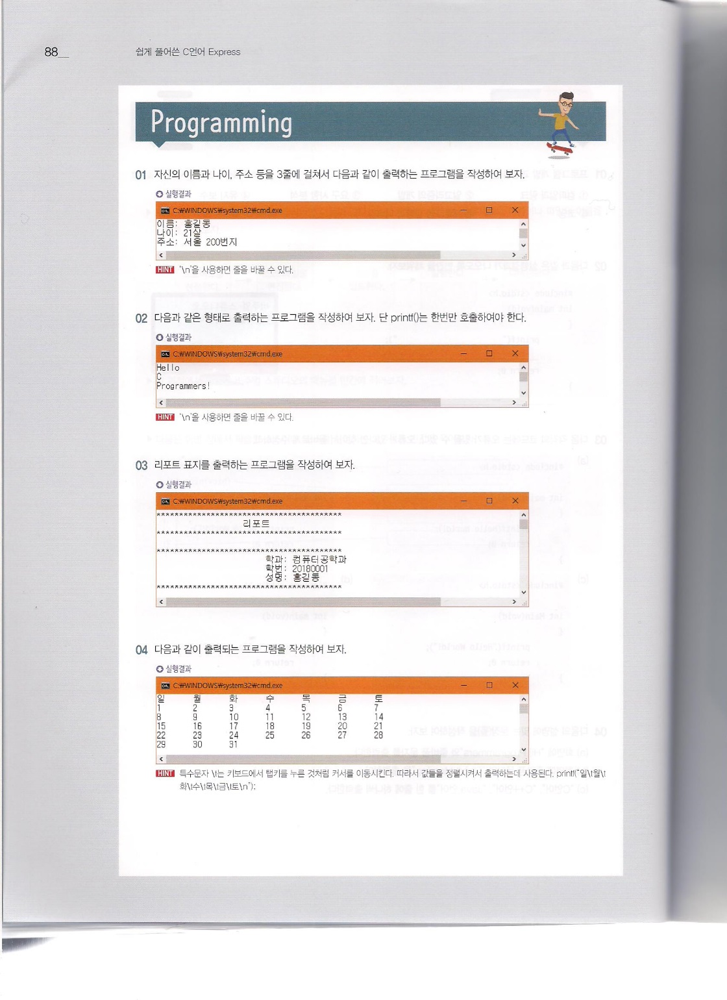 88__
쉽게 풀어쓴 C언어 Express
Programming
01 자신의 이름과 나이, 주소 등을 3줄에 걸쳐서 다음과 같이 출력하는 프로그램을 작성하여 보자.
실행결과
C:₩WINDOWS₩system32₩cmd.exe
이름: 홍길동
나이: 21살
주소: 서울 200번지
HINT '\n'을 사용하면 줄을 바꿀 수 있다.
02 다음과 같은 형태로 출력하는 프로그램을 작성하여 보자. 단 printf()는 한번만 호출하여야 한다.
실행결과
C:₩WINDOWS₩system32₩cmd.exe
Hello
C
Programmers!
HINT '\n'을 사용하면 줄을 바꿀 수 있다.
03 리포트 표지를 출력하는 프로그램을 작성하여 보자.
실행결과
C:₩WINDOWS₩system32₩cmd.exe
*****************************************
리포트
*****************************************
*****************************************
학과: 컴퓨터공학과
학번: 20180001
성명: 홍길동
*****************************************
04 다음과 같이 출력되는 프로그램을 작성하여 보자.
실행결과
C:₩WINDOWS₩system32₩cmd.exe
일 월 화 수 목 금 토
1 2 3 4 5 6 7
8 9 10 11 12 13 14
15 16 17 18 19 20 21
22 23 24 25 26 27 28
29 30 31
HINT 특수문자 \t는 키보드에서 탭키를 누른 것처럼 커서를 이동시킨다. 따라서 값들을 정렬시켜서 출력하는데 사용된다. printf("일\t월\t
화\t수\t목\t금\t토\n");